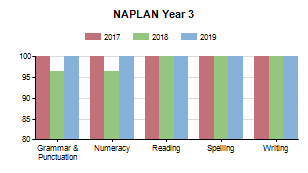 NAPLAN Year 3
2017 2018 2019
100
95
90
85
80
Grammar & Punctuation Numeracy Reading Spelling Writing